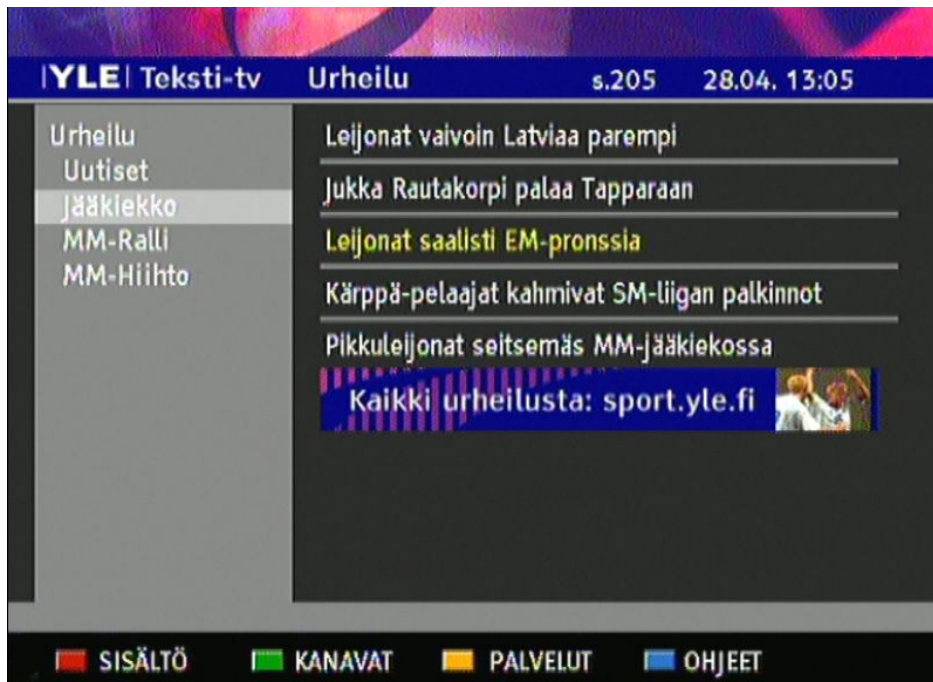 |YLE| Teksti-tv Urheilu s.205 28.04. 13:05
Urheilu
Uutiset
Jääkiekko
MM-Ralli
MM-Hiihto
Leijonat vaivoin Latviaa parempi
Jukka Rautakorpi palaa Tapparaan
Leijonat saalisti EM-pronssia
Kärppä-pelaajat kahmivat SM-liigan palkinnot
Pikkuleijonat seitsemäs MM-jääkiekossa
Kaikki urheilusta: sport.yle.fi
SISÄLTÖ KANAVAT PALVELUT OHJEET